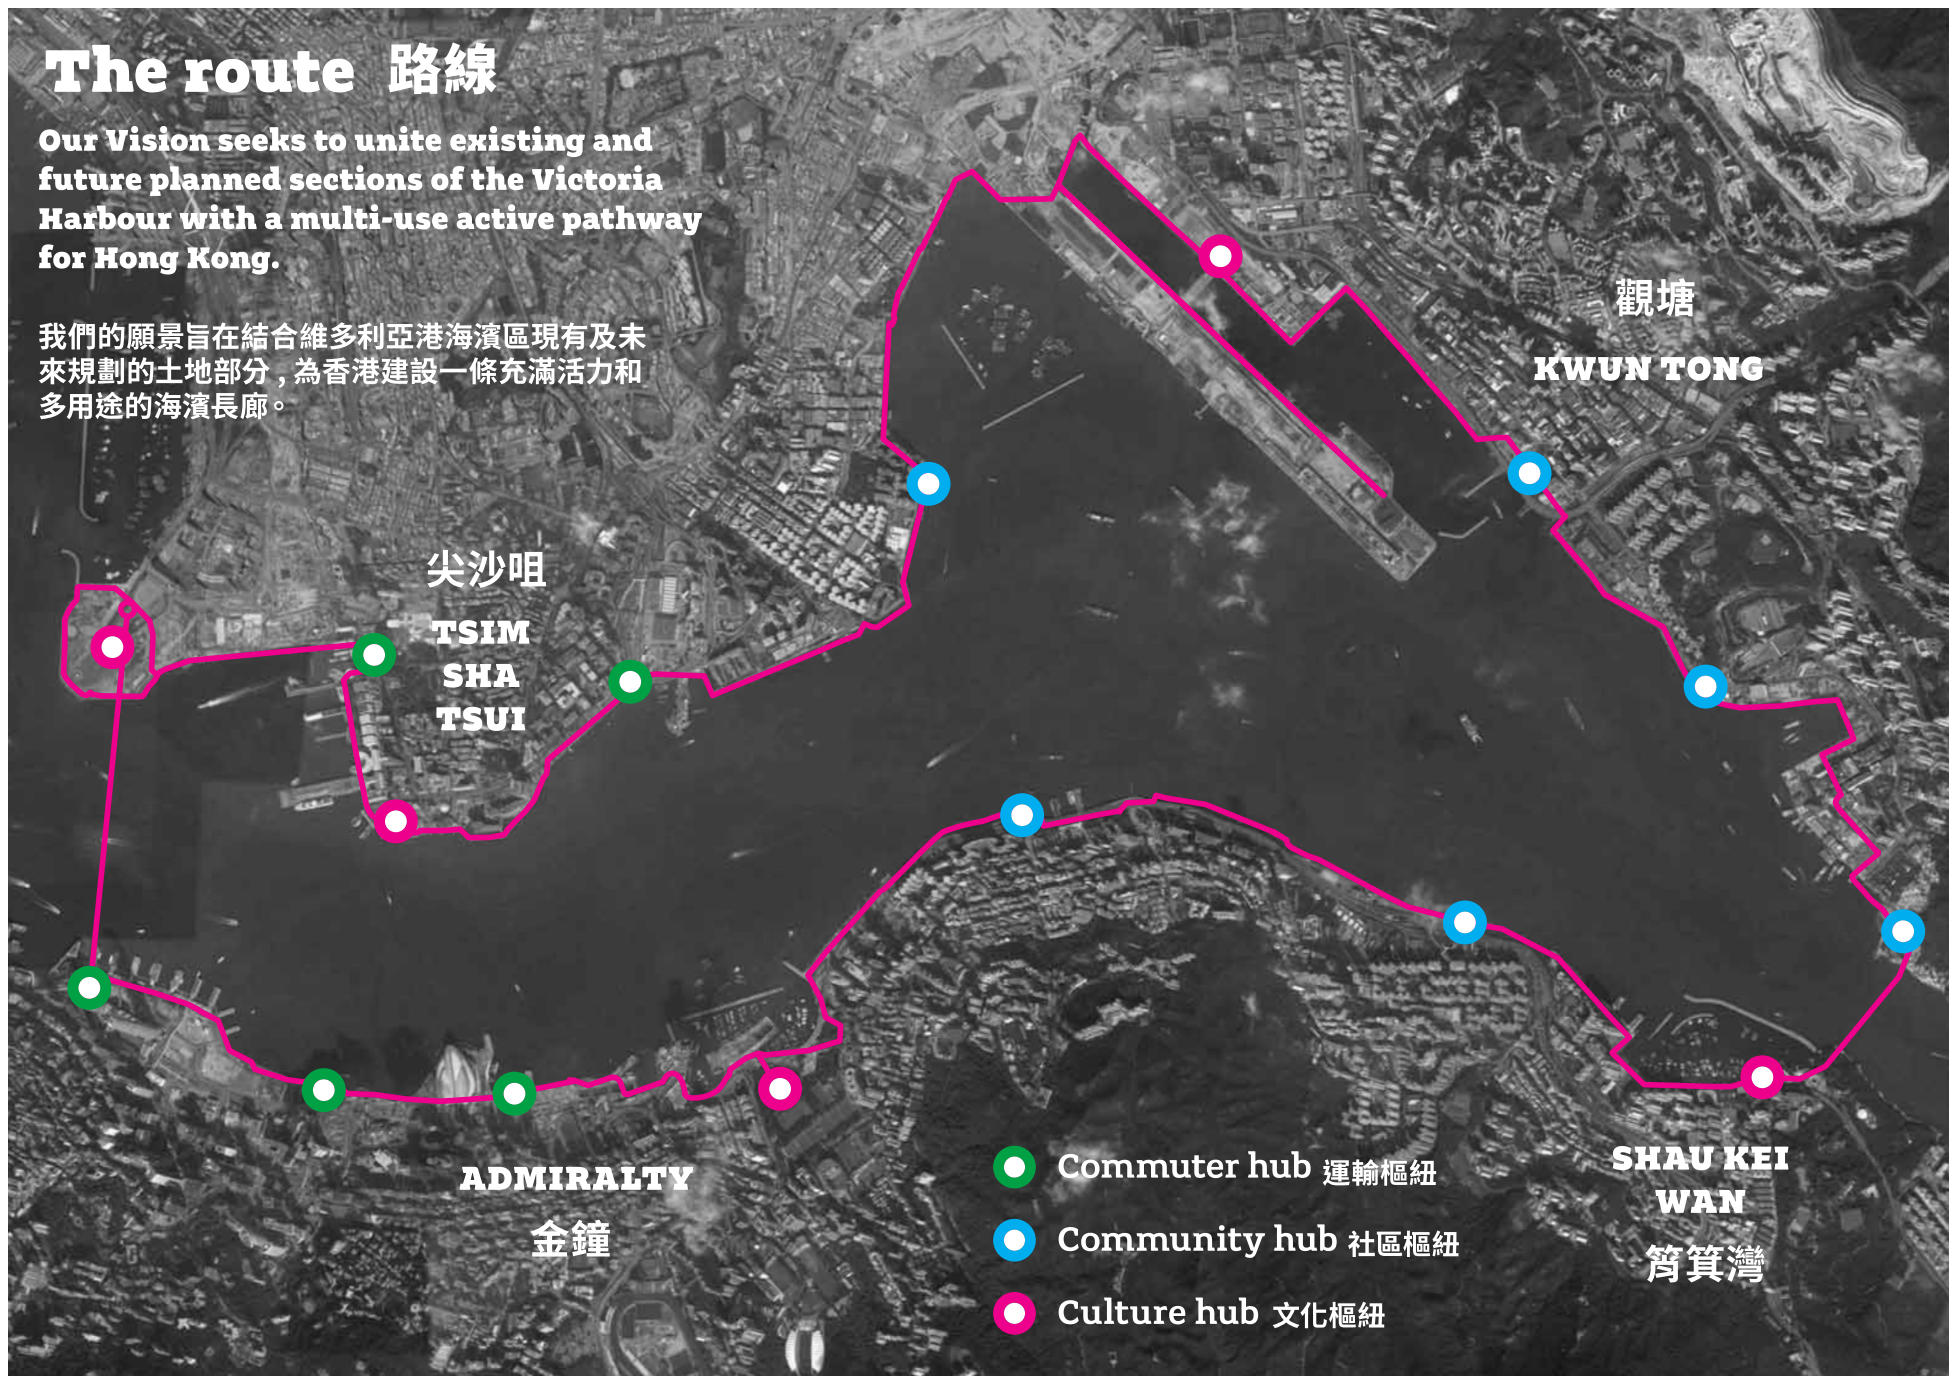 The route 路線
Our Vision seeks to unite existing and
future planned sections of the Victoria
Harbour with a multi-use active pathway
for Hong Kong.
我們的願景旨在結合維多利亞港海濱區現有及未
來規劃的土地部分，為香港建設一條充滿活力和
多用途的海濱長廊。
觀塘
KWUN TONG
尖沙咀
TSIM
SHA
TSUI
ADMIRALTY
金鐘
Commuter hub 運輸樞紐
Community hub 社區樞紐
Culture hub 文化樞紐
SHAU KEI
WAN
筲箕灣